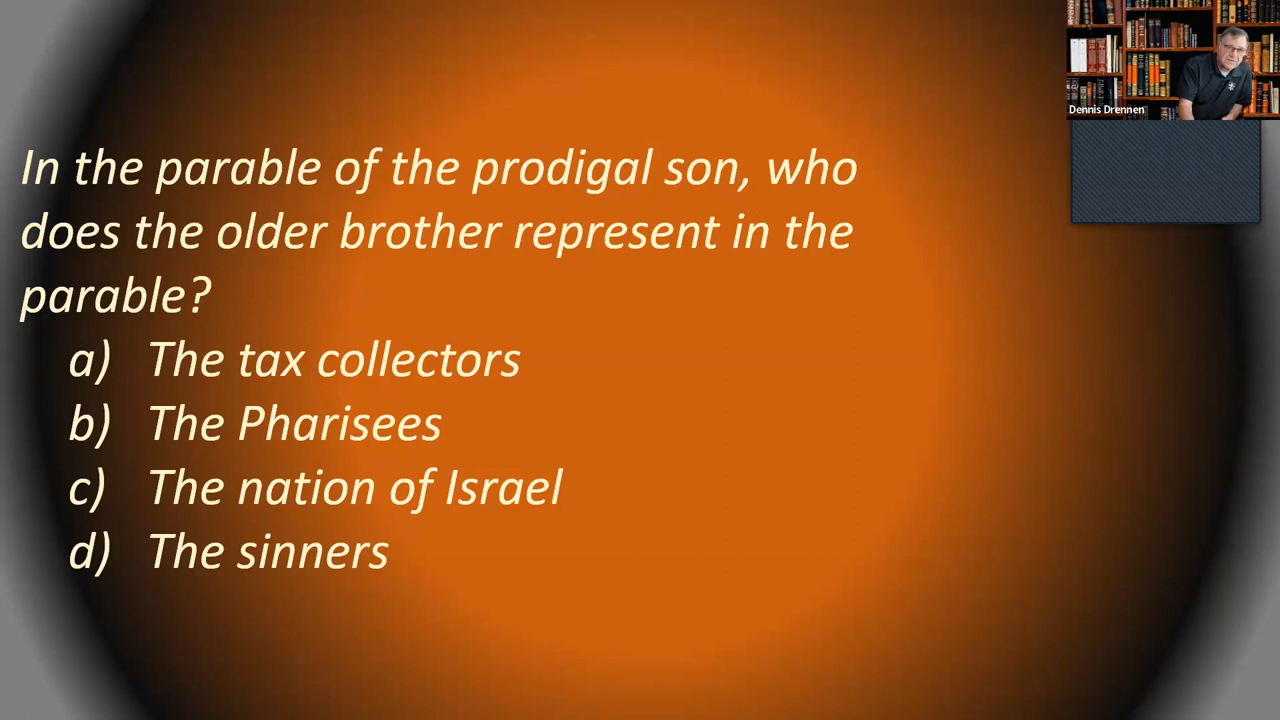 In the parable of the prodigal son, who
does the older brother represent in the
parable?
a) The tax collectors
b) The Pharisees
c) The nation of Israel
d) The sinners
Dennis Drennen